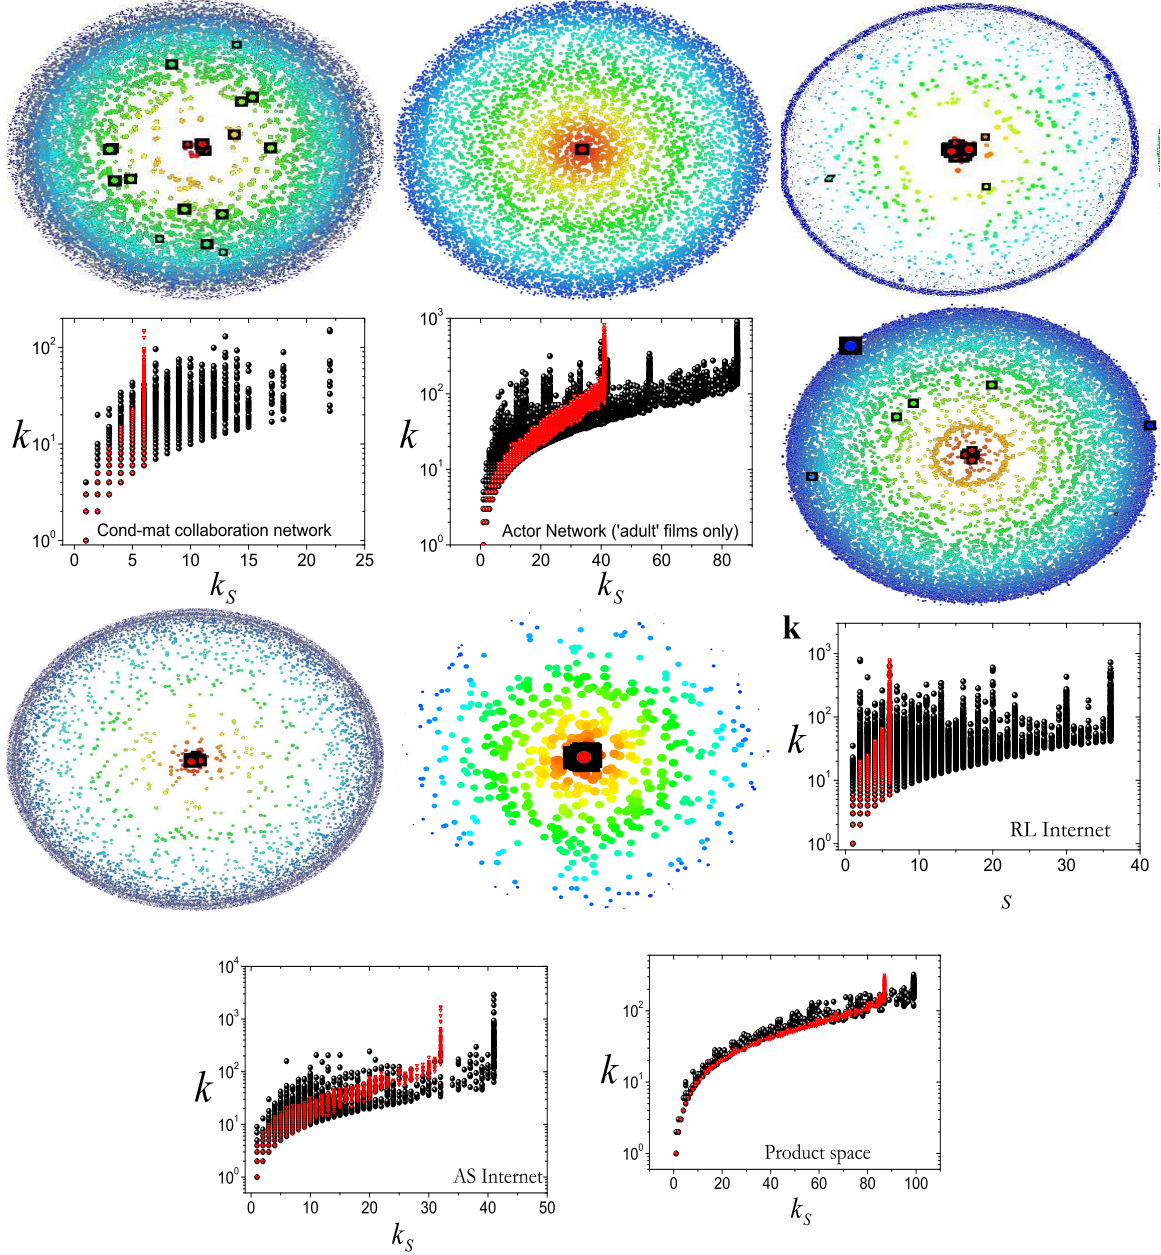 10²
10¹
10⁰
k
5 10 15 20 25
k_S
Cond-mat collaboration network
10³
10²
10¹
10⁰
k
0 20 40 60 80
k_S
Actor Network ('adult' films only)
k
10³
10²
10¹
10⁰
k
0 10 20 30 40
S
RL Internet
10⁴
10³
10²
10¹
10⁰
k
0 10 20 30 40 50
k_S
AS Internet
10²
10¹
10⁰
k
0 20 40 60 80 100
k_S
Product space